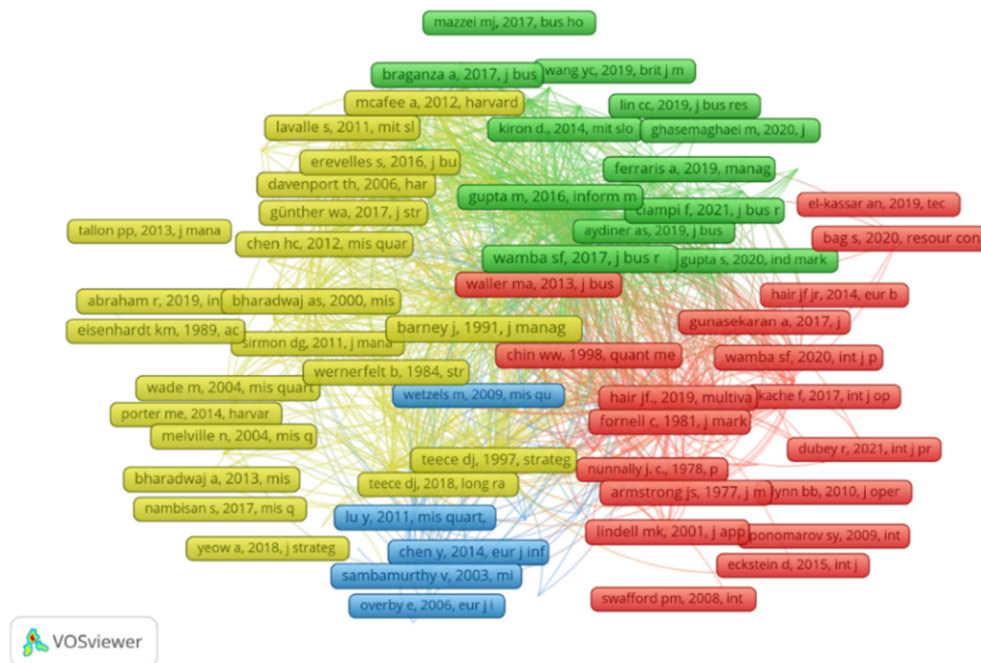 mazzei mj, 2017, bus ho
braganza a, 2017, j bus
wang yc, 2019, brit j m
mcafee a, 2012, harvard
lin cc, 2019, j bus res
lavalle s, 2011, mit sl
kiron d., 2014, mit slo
ghasemaghaei m, 2020, j
erevelles s, 2016, j bu
ferraris a, 2019, manag
davenport th, 2006, har
gupta m, 2016, inform m
el-kassar an, 2019, tec
günther wa, 2017, j str
ciampi f, 2021, j bus r
tallon pp, 2013, j mana
aydiner as, 2019, j bus
bag s, 2020, resour con
chen hc, 2012, mis quar
wamba sf, 2017, j bus r
gupta s, 2020, ind mark
waller ma, 2013, j bus
hair jf jr, 2014, eur b
abraham r, 2019, in
bharadwaj as, 2000, mis
gunasekaran a, 2017, j
eisenhardt km, 1989, ac
barney j, 1991, j manag
sirmon dg, 2011, j mana
chin ww, 1998, quant me
wamba sf, 2020, int j p
wernerfelt b, 1984, str
wade m, 2004, mis quart
wetzels m, 2009, mis qu
hair jf., 2019, multiva
kache f, 2017, int j op
porter me, 2014, harvar
fornell c, 1981, j mark
melville n, 2004, mis q
dubey r, 2021, int j pr
teece dj, 1997, strateg
nunnally j. c., 1978, p
bharadwaj a, 2013, mis
teece dj, 2018, long ra
armstrong js, 1977, j m
lynn bb, 2010, j oper
nambisan s, 2017, mis q
lu y, 2011, mis quart,
lindell mk, 2001, j app
ponomarov sy, 2009, int
yeow a, 2018, j strateg
chen y, 2014, eur j inf
eckstein d, 2015, int j
sambamurthy v, 2003, mi
overby e, 2006, eur j i
swafford pm, 2008, int
VOSviewer